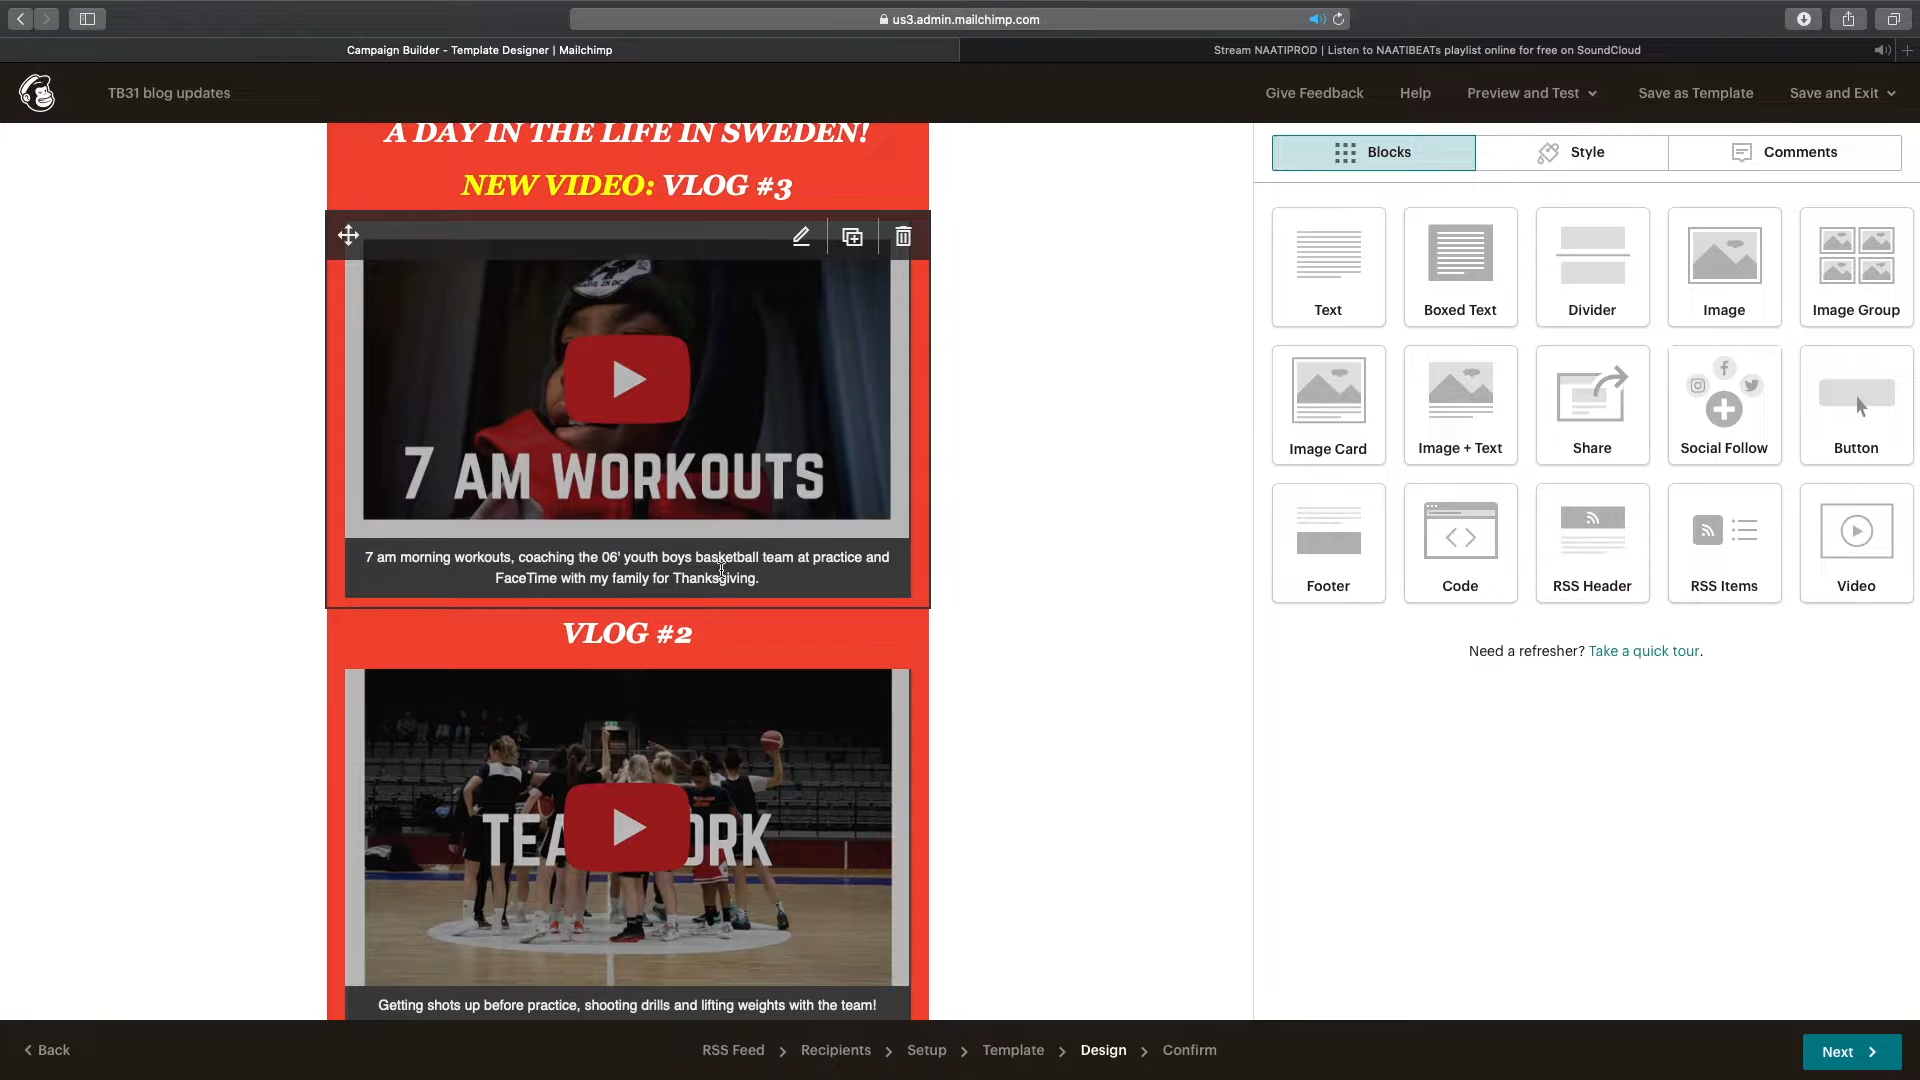 us3.admin.mailchimp.com
Campaign Builder - Template Designer | Mailchimp
Stream NAATIPROD | Listen to NAATIBEATs playlist online for free on SoundCloud
TB31 blog updates
Give Feedback
Help
Preview and Test
Save as Template
Save and Exit
A DAY IN THE LIFE IN SWEDEN!
NEW VIDEO: VLOG #3
7 AM WORKOUTS
7 am morning workouts, coaching the 06' youth boys basketball team at practice and
FaceTime with my family for Thanksgiving.
VLOG #2
Getting shots up before practice, shooting drills and lifting weights with the team!
Blocks
Style
Comments
Text
Boxed Text
Divider
Image
Image Group
Image Card
Image + Text
Share
Social Follow
Button
Footer
Code
RSS Header
RSS Items
Video
Need a refresher? Take a quick tour.
Back
RSS Feed
Recipients
Setup
Template
Design
Confirm
Next